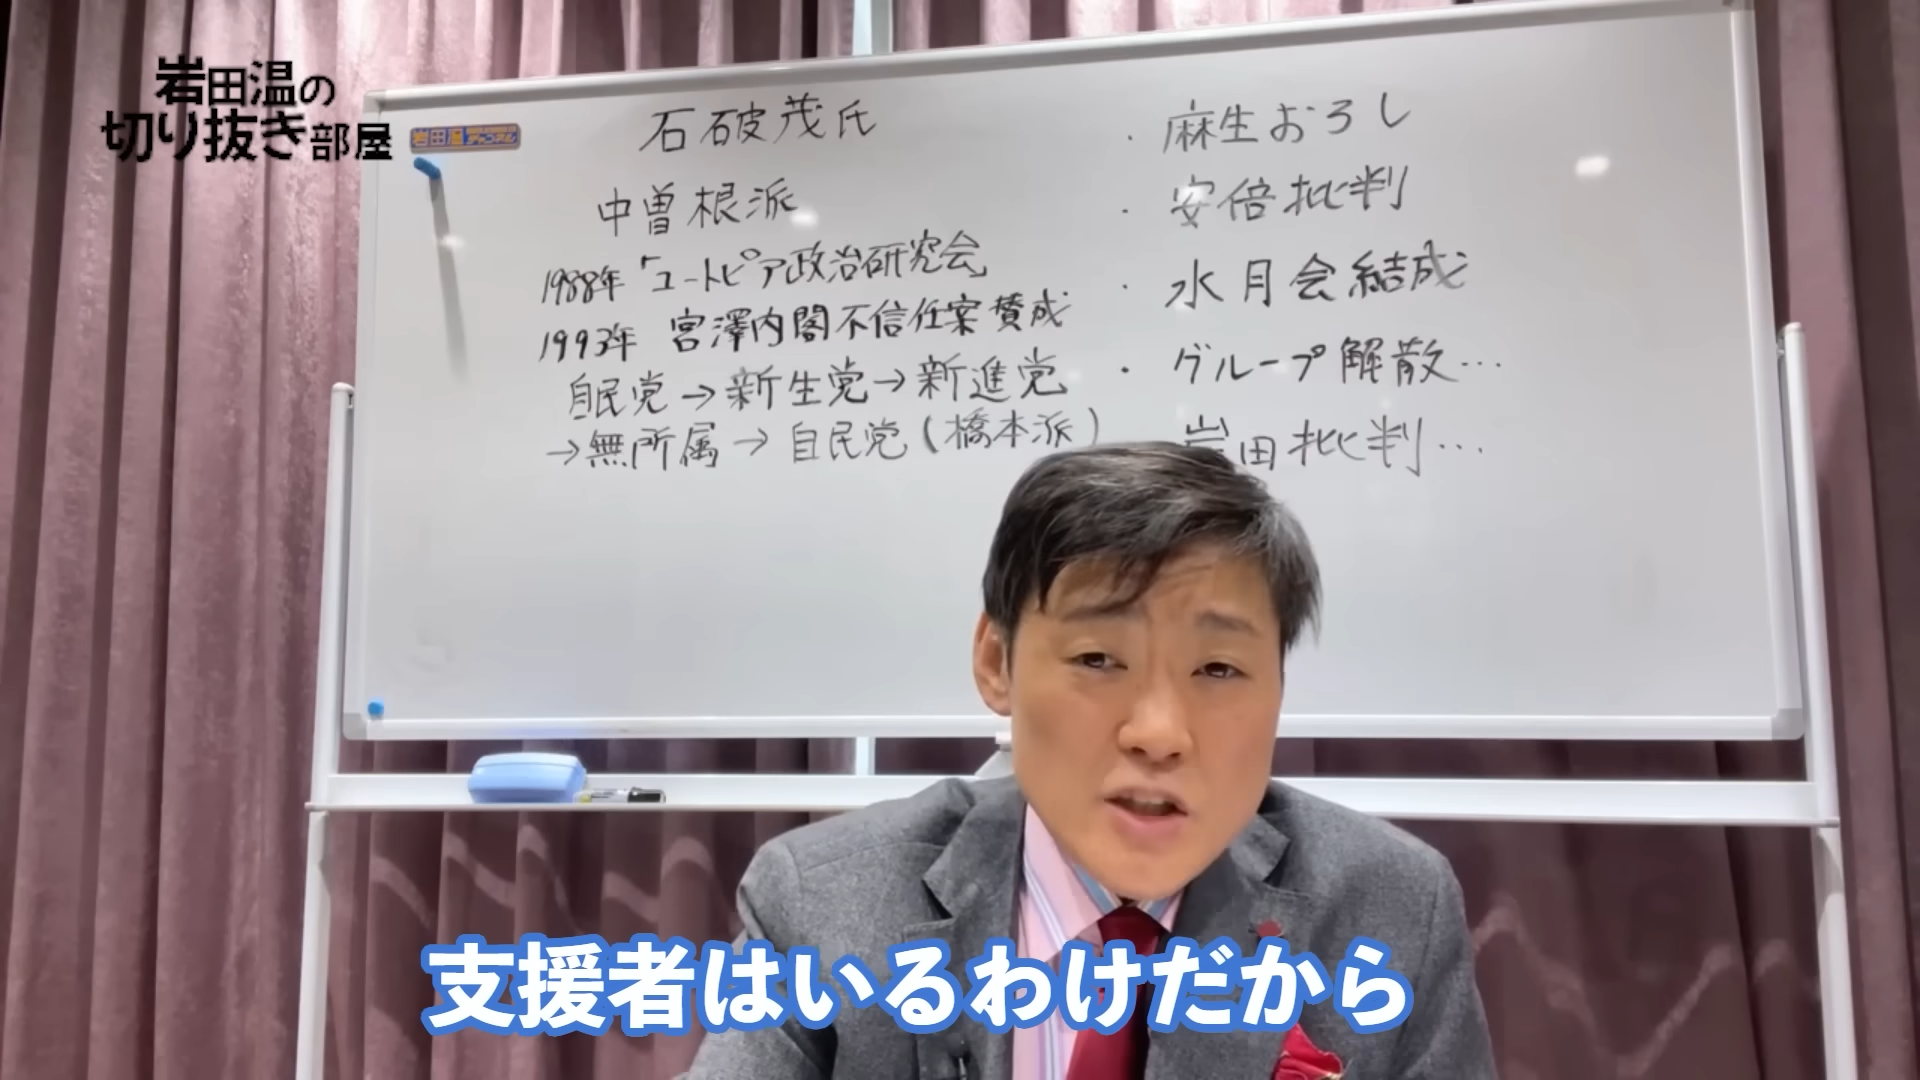 岩田温の
切り抜き部屋
岩田温
石破茂氏
中曽根派
1988年「ユートピア政治研究会」
1993年 宮澤内閣不信任案賛成
自民党→新生党→新進党
→無所属→自民党(橋本派)
・麻生おろし
・安倍批判
・水月会結成
・グループ解散…
岩田批判…
支援者はいるわけだから